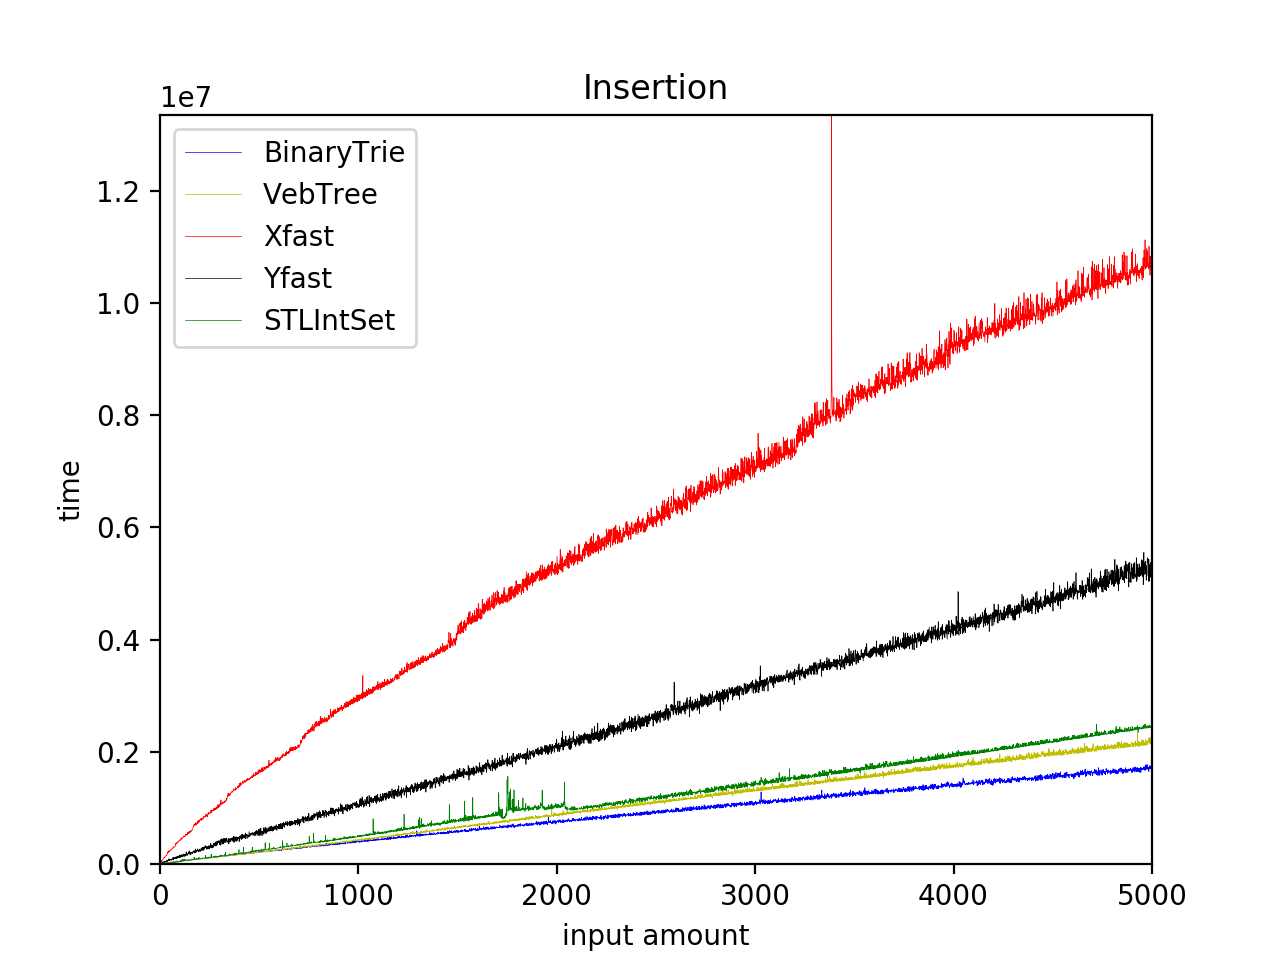 Insertion
1e7
BinaryTrie
VebTree
Xfast
Yfast
STLIntSet
1.2
1.0
0.8
0.6
0.4
0.2
0.0
time
0 1000 2000 3000 4000 5000
input amount